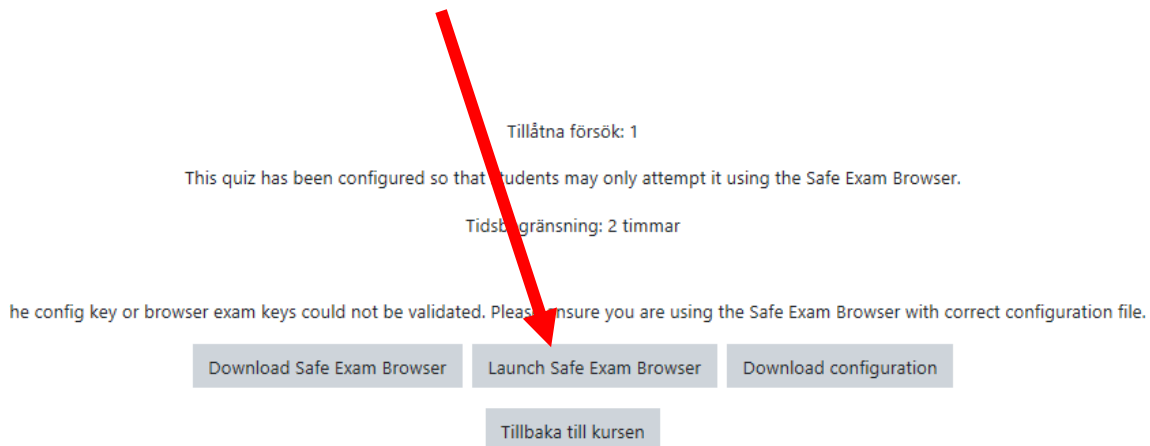 Tillåtna försök: 1
This quiz has been configured so that students may only attempt it using the Safe Exam Browser.
Tidsbegränsning: 2 timmar
he config key or browser exam keys could not be validated. Please ensure you are using the Safe Exam Browser with correct configuration file.
Download Safe Exam Browser Launch Safe Exam Browser Download configuration
Tillbaka till kursen